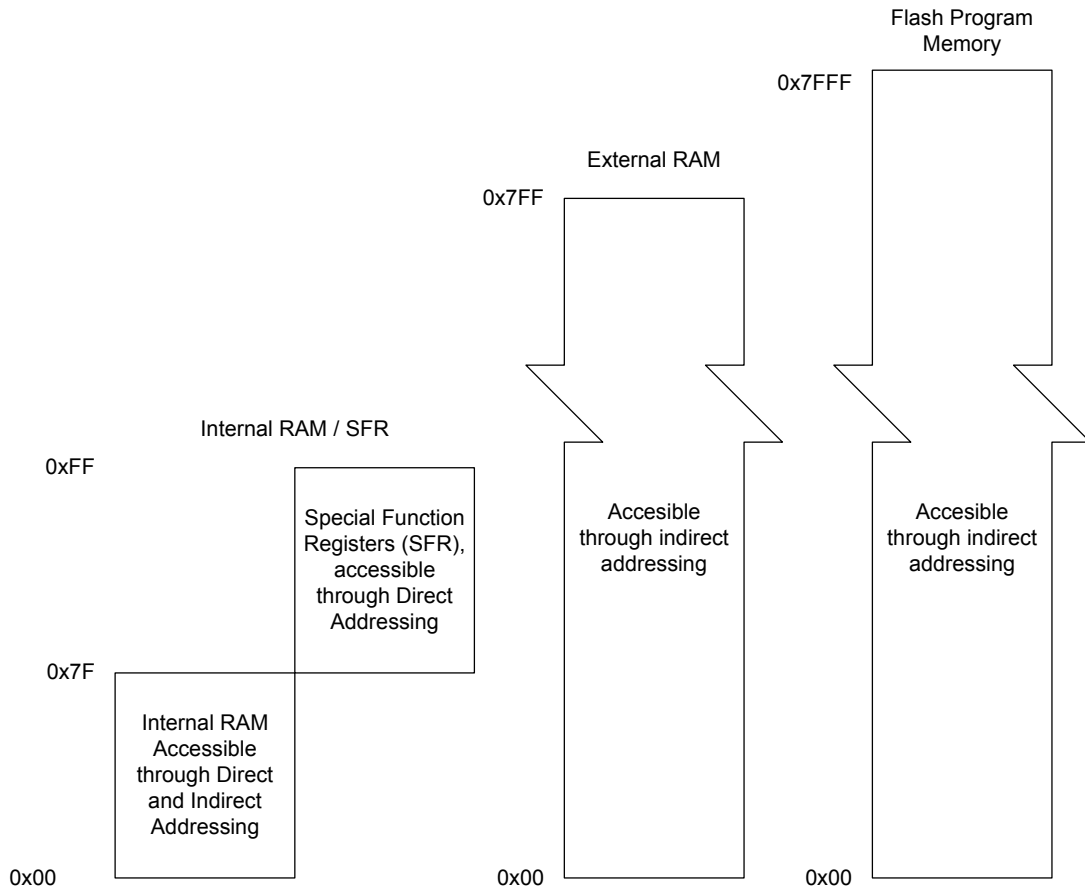 Flash Program
Memory
0x7FFF
External RAM
0x7FF
Internal RAM / SFR
0xFF
Special Function
Registers (SFR),
accessible
through Direct
Addressing
Accesible
through indirect
addressing
Accesible
through indirect
addressing
0x7F
Internal RAM
Accessible
through Direct
and Indirect
Addressing
0x00
0x00
0x00